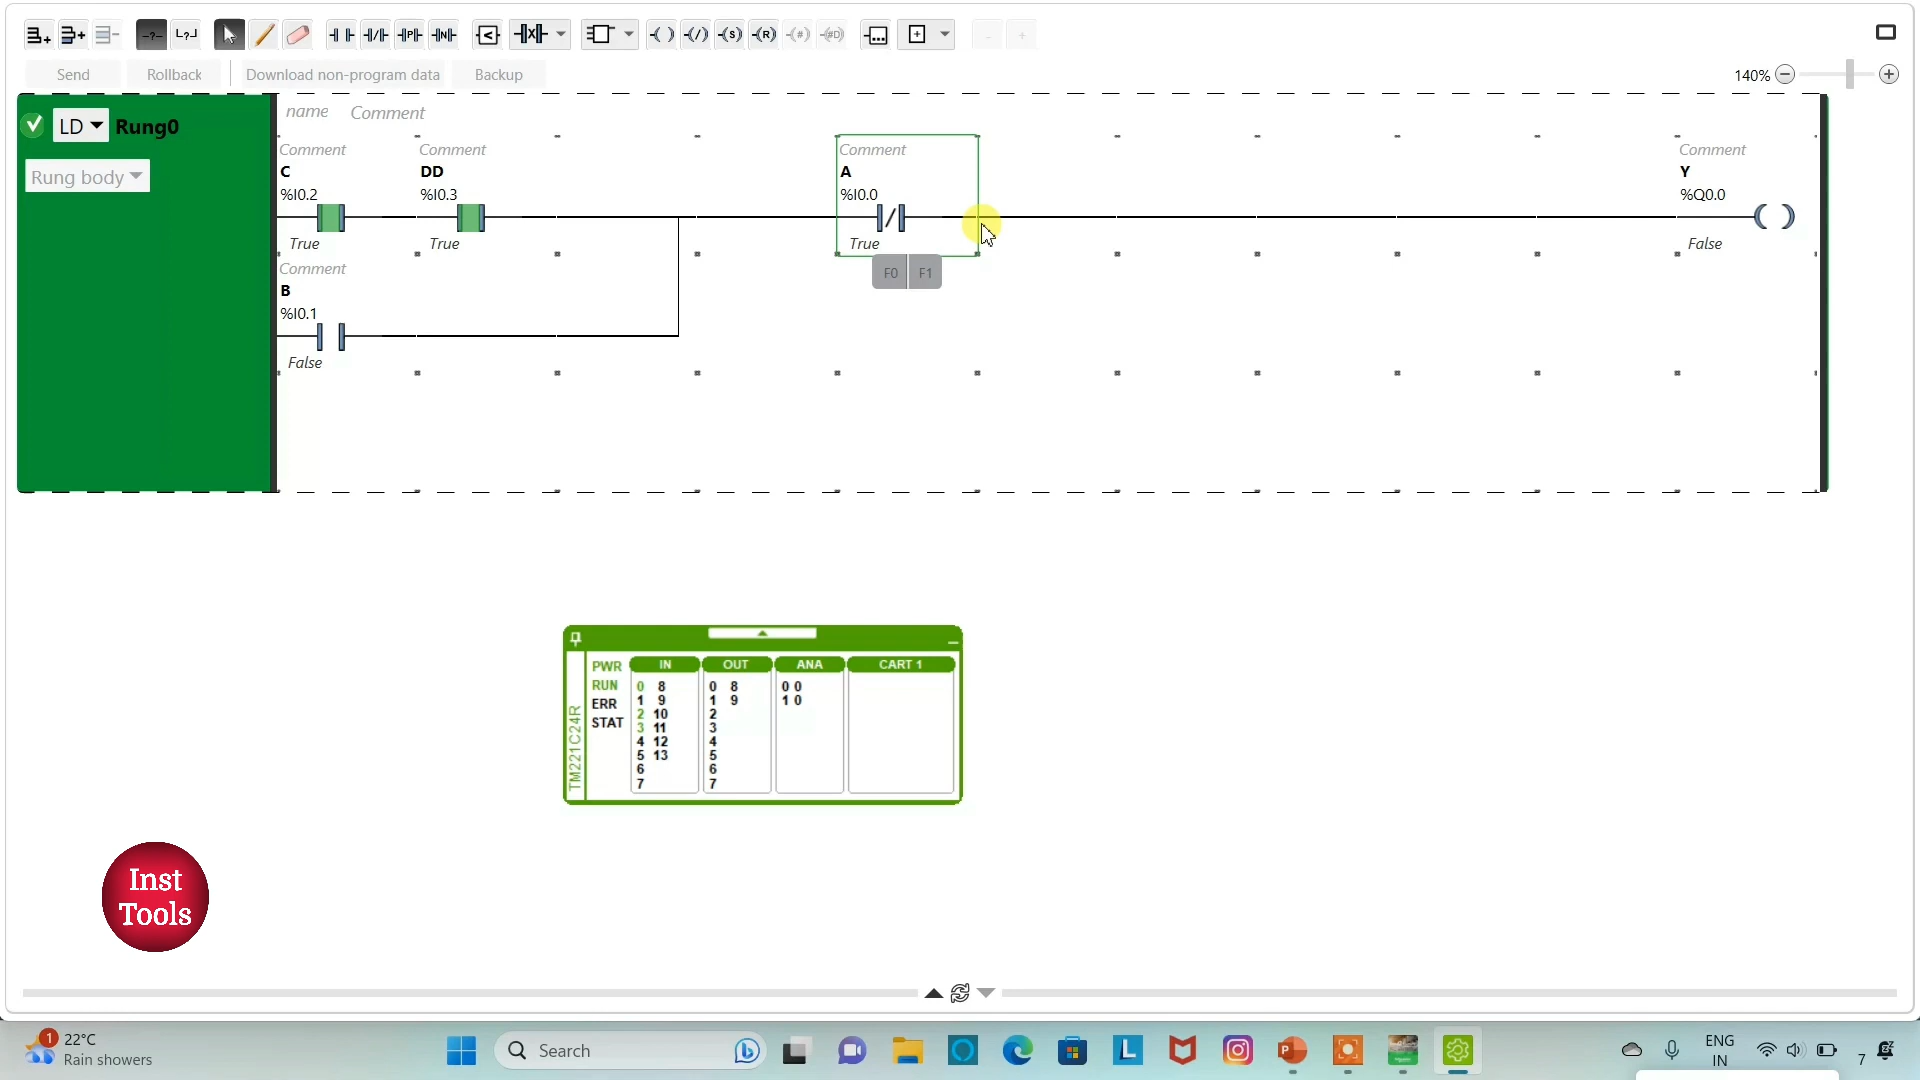 Send Rollback Download non-program data Backup
140%
LD Rung0
name Comment
Rung body
Comment Comment Comment Comment
C DD A Y
%I0.2 %I0.3 %I0.0 %Q0.0
True True True False
F0 F1
Comment
B
%I0.1
False
TM221C24R
PWR
RUN
ERR
STAT
IN OUT ANA CART 1
0 8 0 8 0 0
1 9 1 9 1 0
2 10 2
3 11 3
4 12 4
5 13 5
6 6
7 7
Inst
Tools
1 22°C
Rain showers
Search
ENG
IN
7